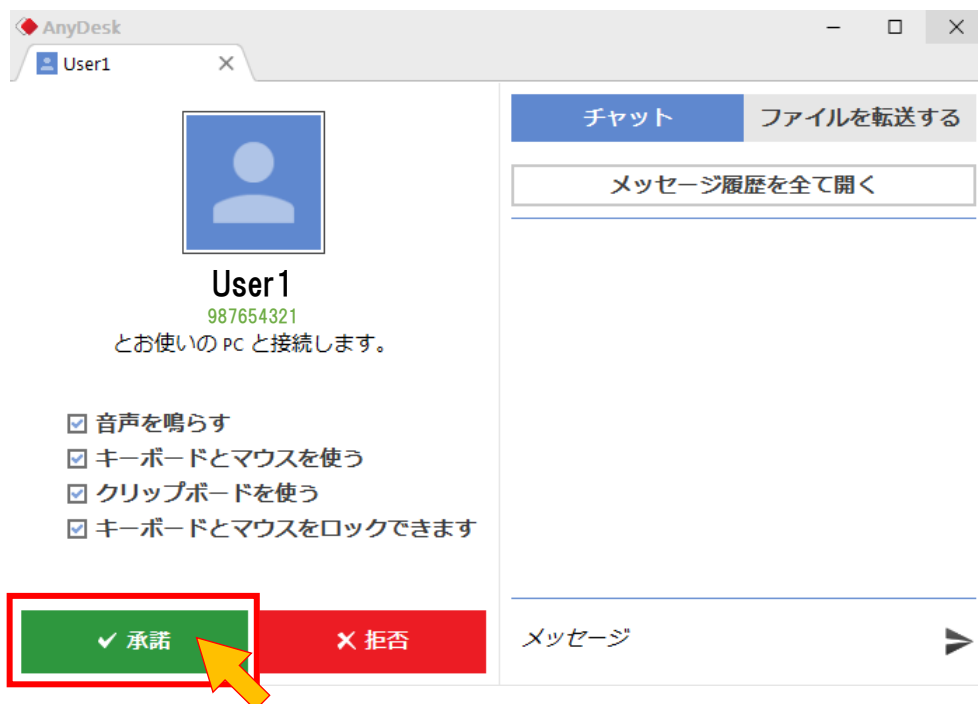 AnyDesk
User1
User1
987654321
とお使いの PC と接続します。
音声を鳴らす
キーボードとマウスを使う
クリップボードを使う
キーボードとマウスをロックできます
承諾
拒否
チャット
ファイルを転送する
メッセージ履歴を全て開く
メッセージ